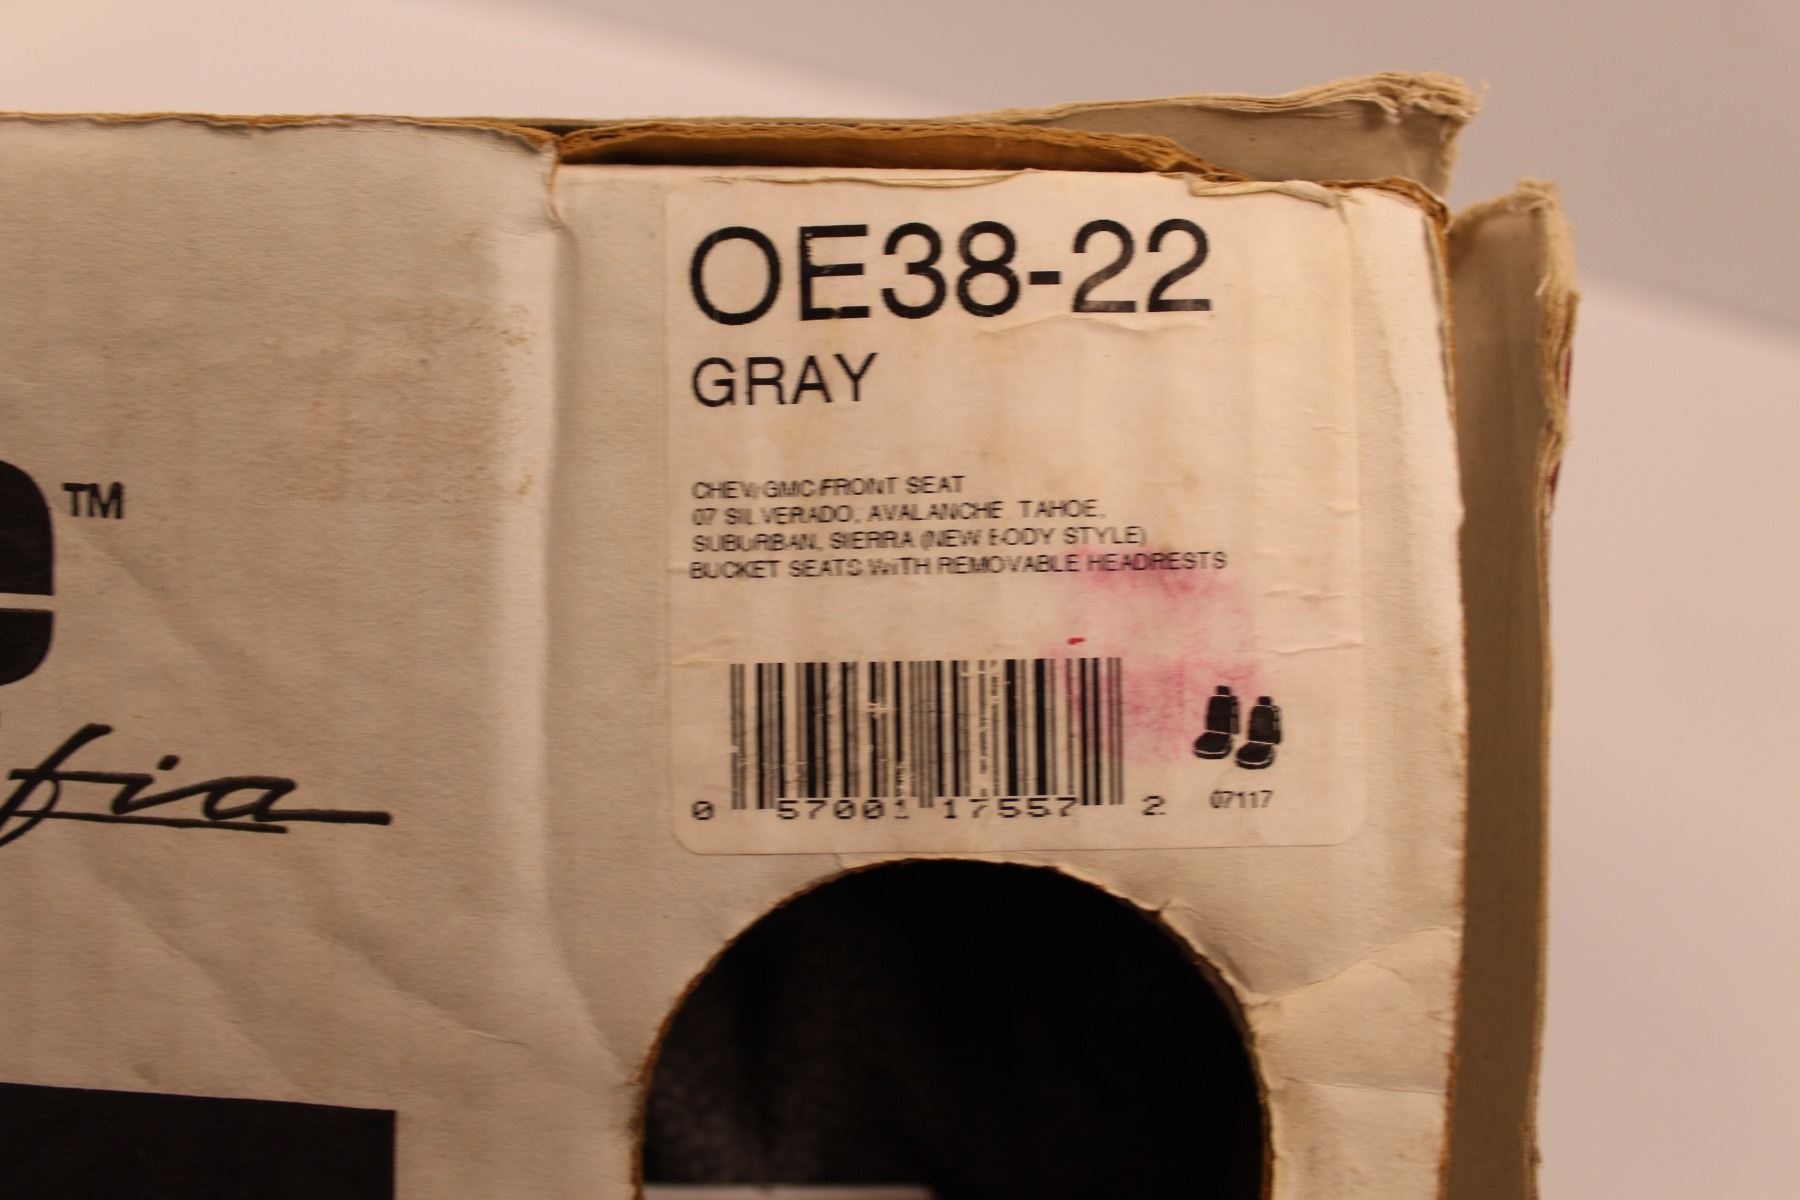 OE38-22
GRAY
CHEV/GMC FRONT SEAT
07 SILVERADO, AVALANCHE, TAHOE,
SUBURBAN, SIERRA (NEW BODY STYLE)
BUCKET SEATS WITH REMOVABLE HEADRESTS
TM
fia
0 57001 17557 2
07117